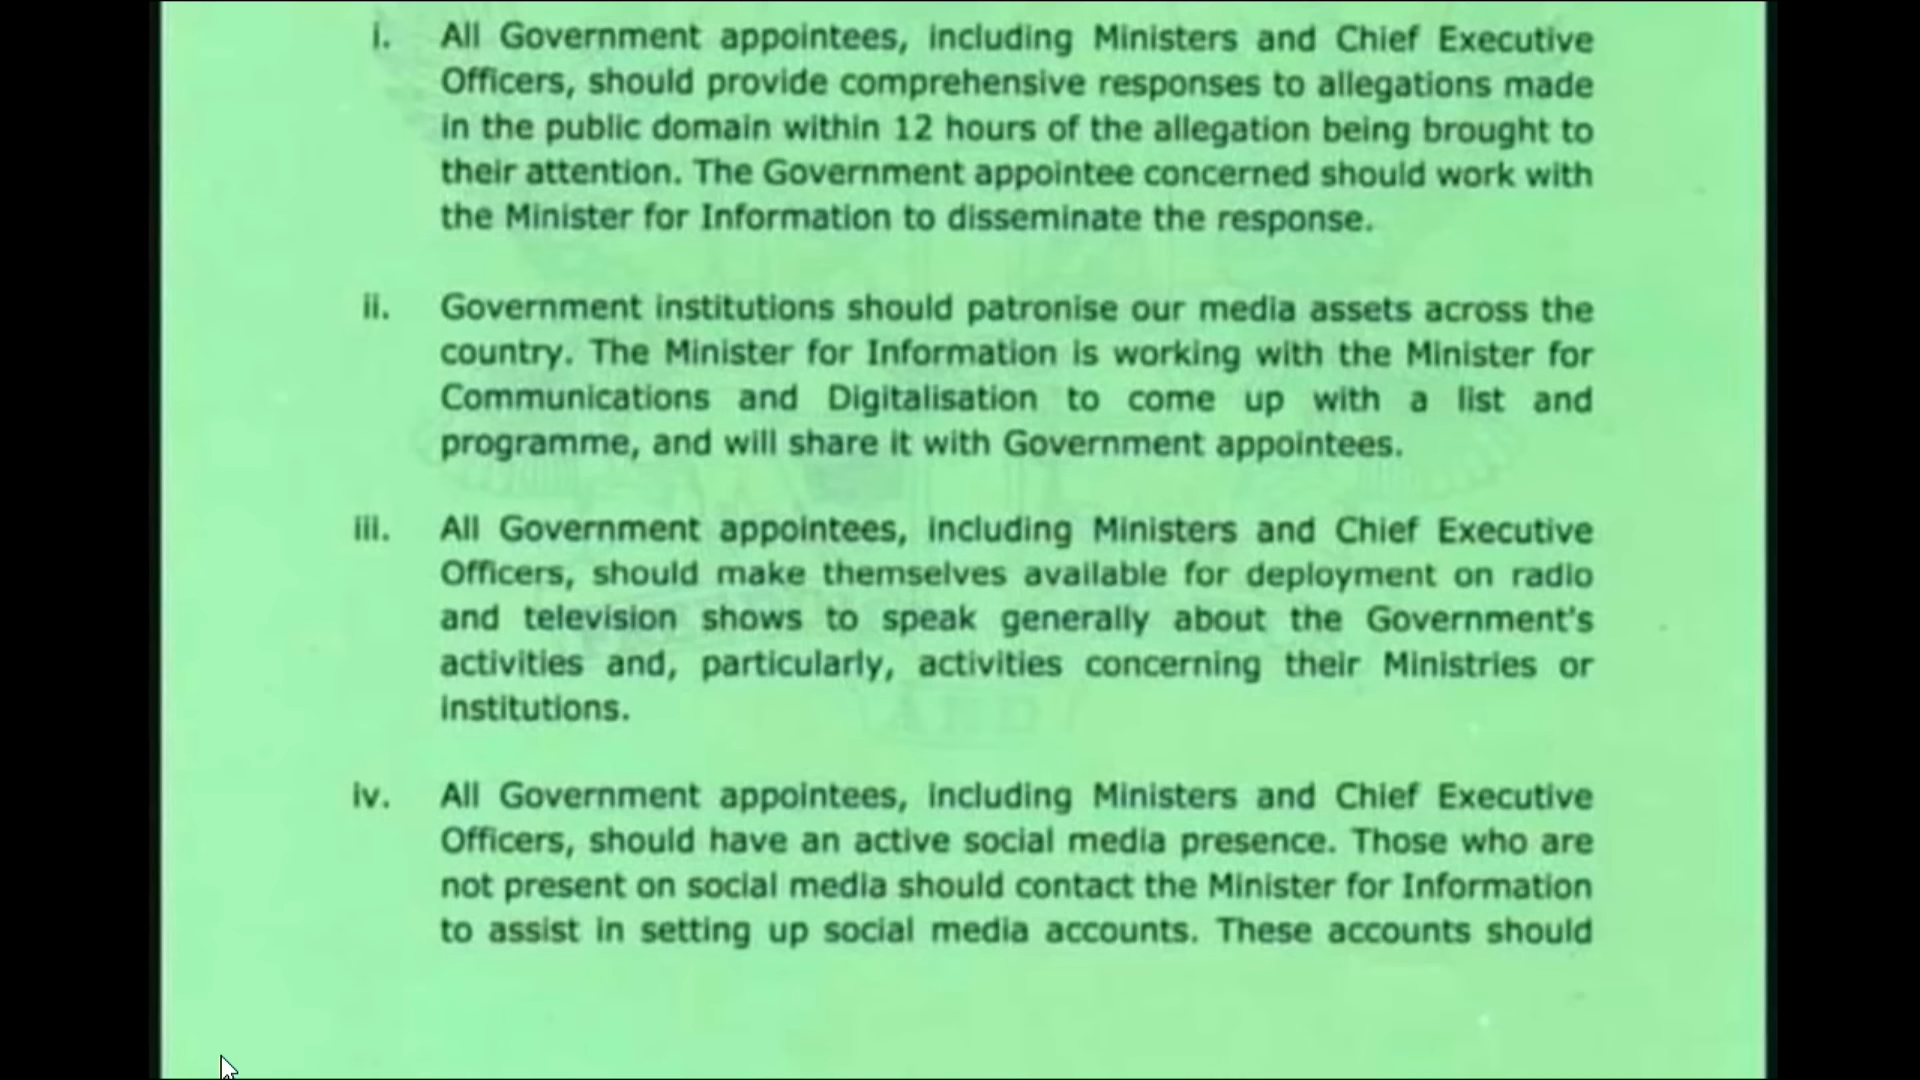 i. All Government appointees, including Ministers and Chief Executive
Officers, should provide comprehensive responses to allegations made
in the public domain within 12 hours of the allegation being brought to
their attention. The Government appointee concerned should work with
the Minister for Information to disseminate the response.
ii. Government institutions should patronise our media assets across the
country. The Minister for Information is working with the Minister for
Communications and Digitalisation to come up with a list and
programme, and will share it with Government appointees.
iii. All Government appointees, including Ministers and Chief Executive
Officers, should make themselves available for deployment on radio
and television shows to speak generally about the Government's
activities and, particularly, activities concerning their Ministries or
institutions.
iv. All Government appointees, including Ministers and Chief Executive
Officers, should have an active social media presence. Those who are
not present on social media should contact the Minister for Information
to assist in setting up social media accounts. These accounts should